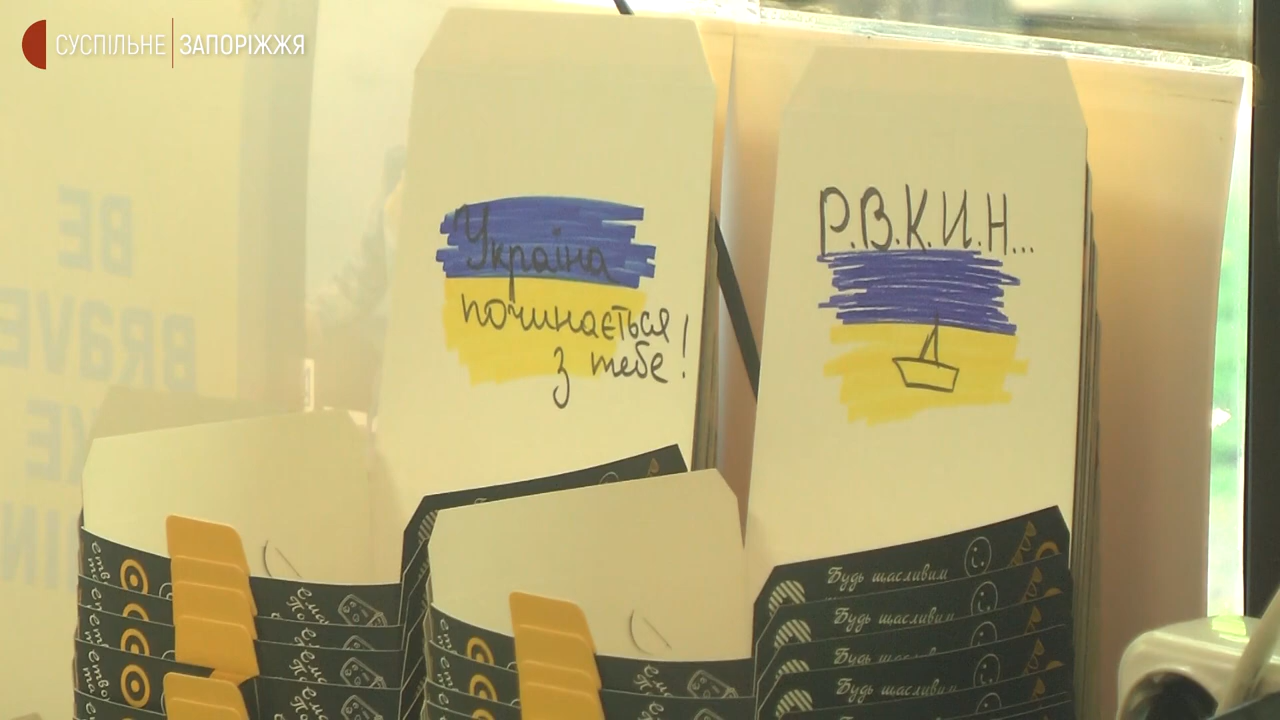 СУСПІЛЬНЕ ЗАПОРІЖЖЯ
BE
BRAVE
Україна
починається
з тебе!
Р.В.К.И.Н...
Будь щасливим
Будь щасливим
Будь щасливим
Будь щасливим